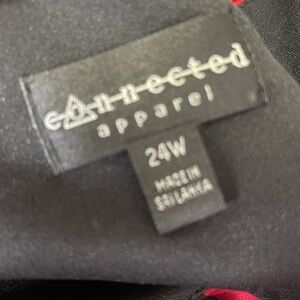 connected
apparel
24W
MADE IN
SRI LANKA